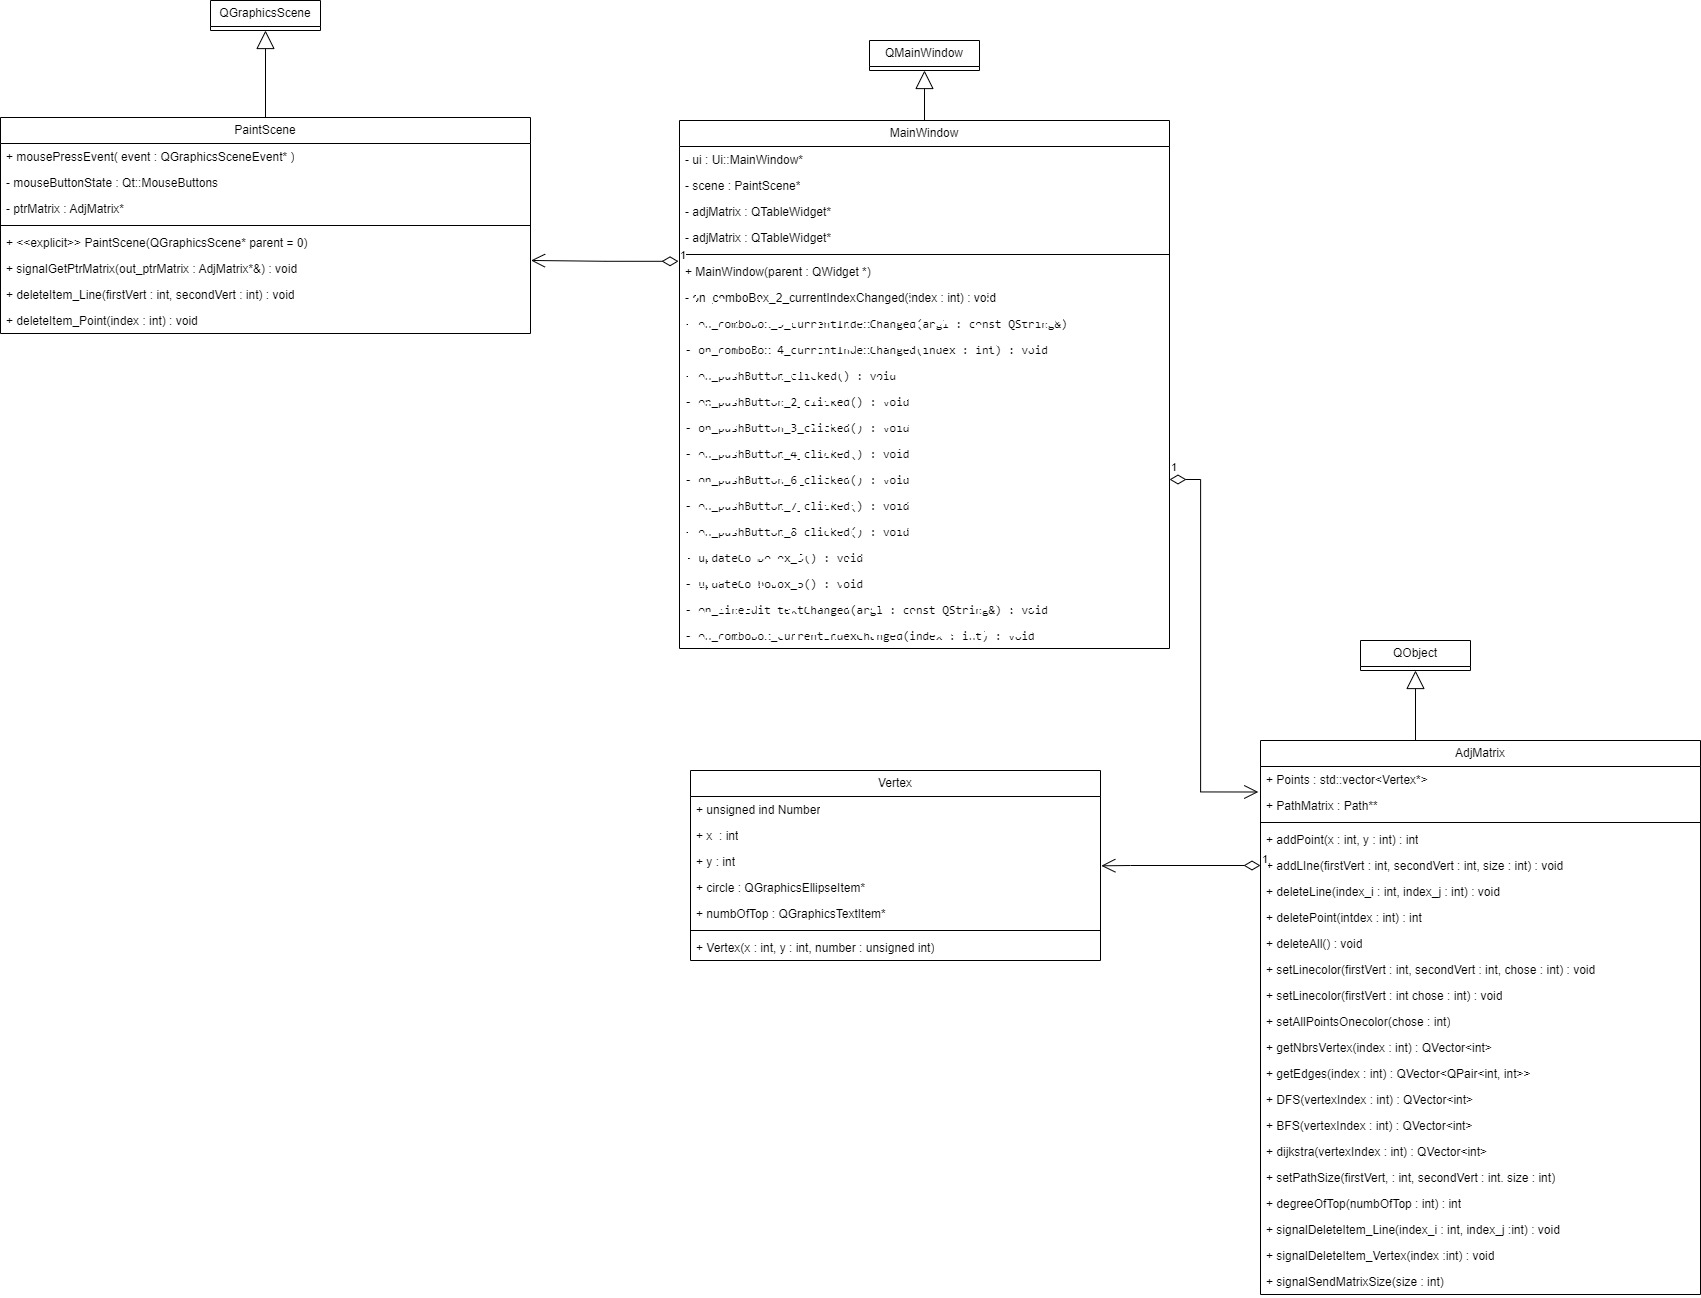 QGraphicsScene
PaintScene
+ mousePressEvent( event : QGraphicsSceneEvent* )
- mouseButtonState : Qt::MouseButtons
- ptrMatrix : AdjMatrix*
+ <<explicit>> PaintScene(QGraphicsScene* parent = 0)
+ signalGetPtrMatrix(out_ptrMatrix : AdjMatrix*&) : void
+ deleteItem_Line(firstVert : int, secondVert : int) : void
+ deleteItem_Point(index : int) : void
QMainWindow
MainWindow
- ui : Ui::MainWindow*
- scene : PaintScene*
- adjMatrix : QTableWidget*
- adjMatrix : QTableWidget*
1
+ MainWindow(parent : QWidget *)
- on_comboBox_2_currentIndexChanged(index : int) : void
: const QString&)
- on_comboBox_4_currentIndexChanged(index : int) : void
- on_pushButton_clicked() : void
- on_pushButton_2_clicked() : void
- on_pushButton_3_clicked() : void
- on_pushButton_4_clicked() : void
- on_pushButton_6_clicked() : void
- on_pushButton_7_clicked() : void
- on_pushButton_8_clicked() : void
() : void
() : void
- on_lineEdit_textChanged(arg1 : const QString&) : void
- on_comboBox_currentIndexChanged(index : int) : void
1
QObject
AdjMatrix
+ Points : std::vector<Vertex*>
+ PathMatrix : Path**
+ addPoint(x : int, y : int) : int
1
+ addLIne(firstVert : int, secondVert : int, size : int) : void
+ deleteLine(index_i : int, index_j : int) : void
+ deletePoint(intdex : int) : int
+ deleteAll() : void
+ setLinecolor(firstVert : int, secondVert : int, chose : int) : void
+ setLinecolor(firstVert : int chose : int) : void
+ setAllPointsOnecolor(chose : int)
+ getNbrsVertex(index : int) : QVector<int>
+ getEdges(index : int) : QVector<QPair<int, int>>
+ DFS(vertexIndex : int) : QVector<int>
+ BFS(vertexIndex : int) : QVector<int>
+ dijkstra(vertexIndex : int) : QVector<int>
+ setPathSize(firstVert, : int, secondVert : int. size : int)
+ degreeOfTop(numbOfTop : int) : int
+ signalDeleteItem_Line(index_i : int, index_j :int) : void
+ signalDeleteItem_Vertex(index :int) : void
+ signalSendMatrixSize(size : int)
Vertex
+ unsigned ind Number
+ x : int
+ y : int
+ circle : QGraphicsEllipseItem*
+ numbOfTop : QGraphicsTextItem*
+ Vertex(x : int, y : int, number : unsigned int)